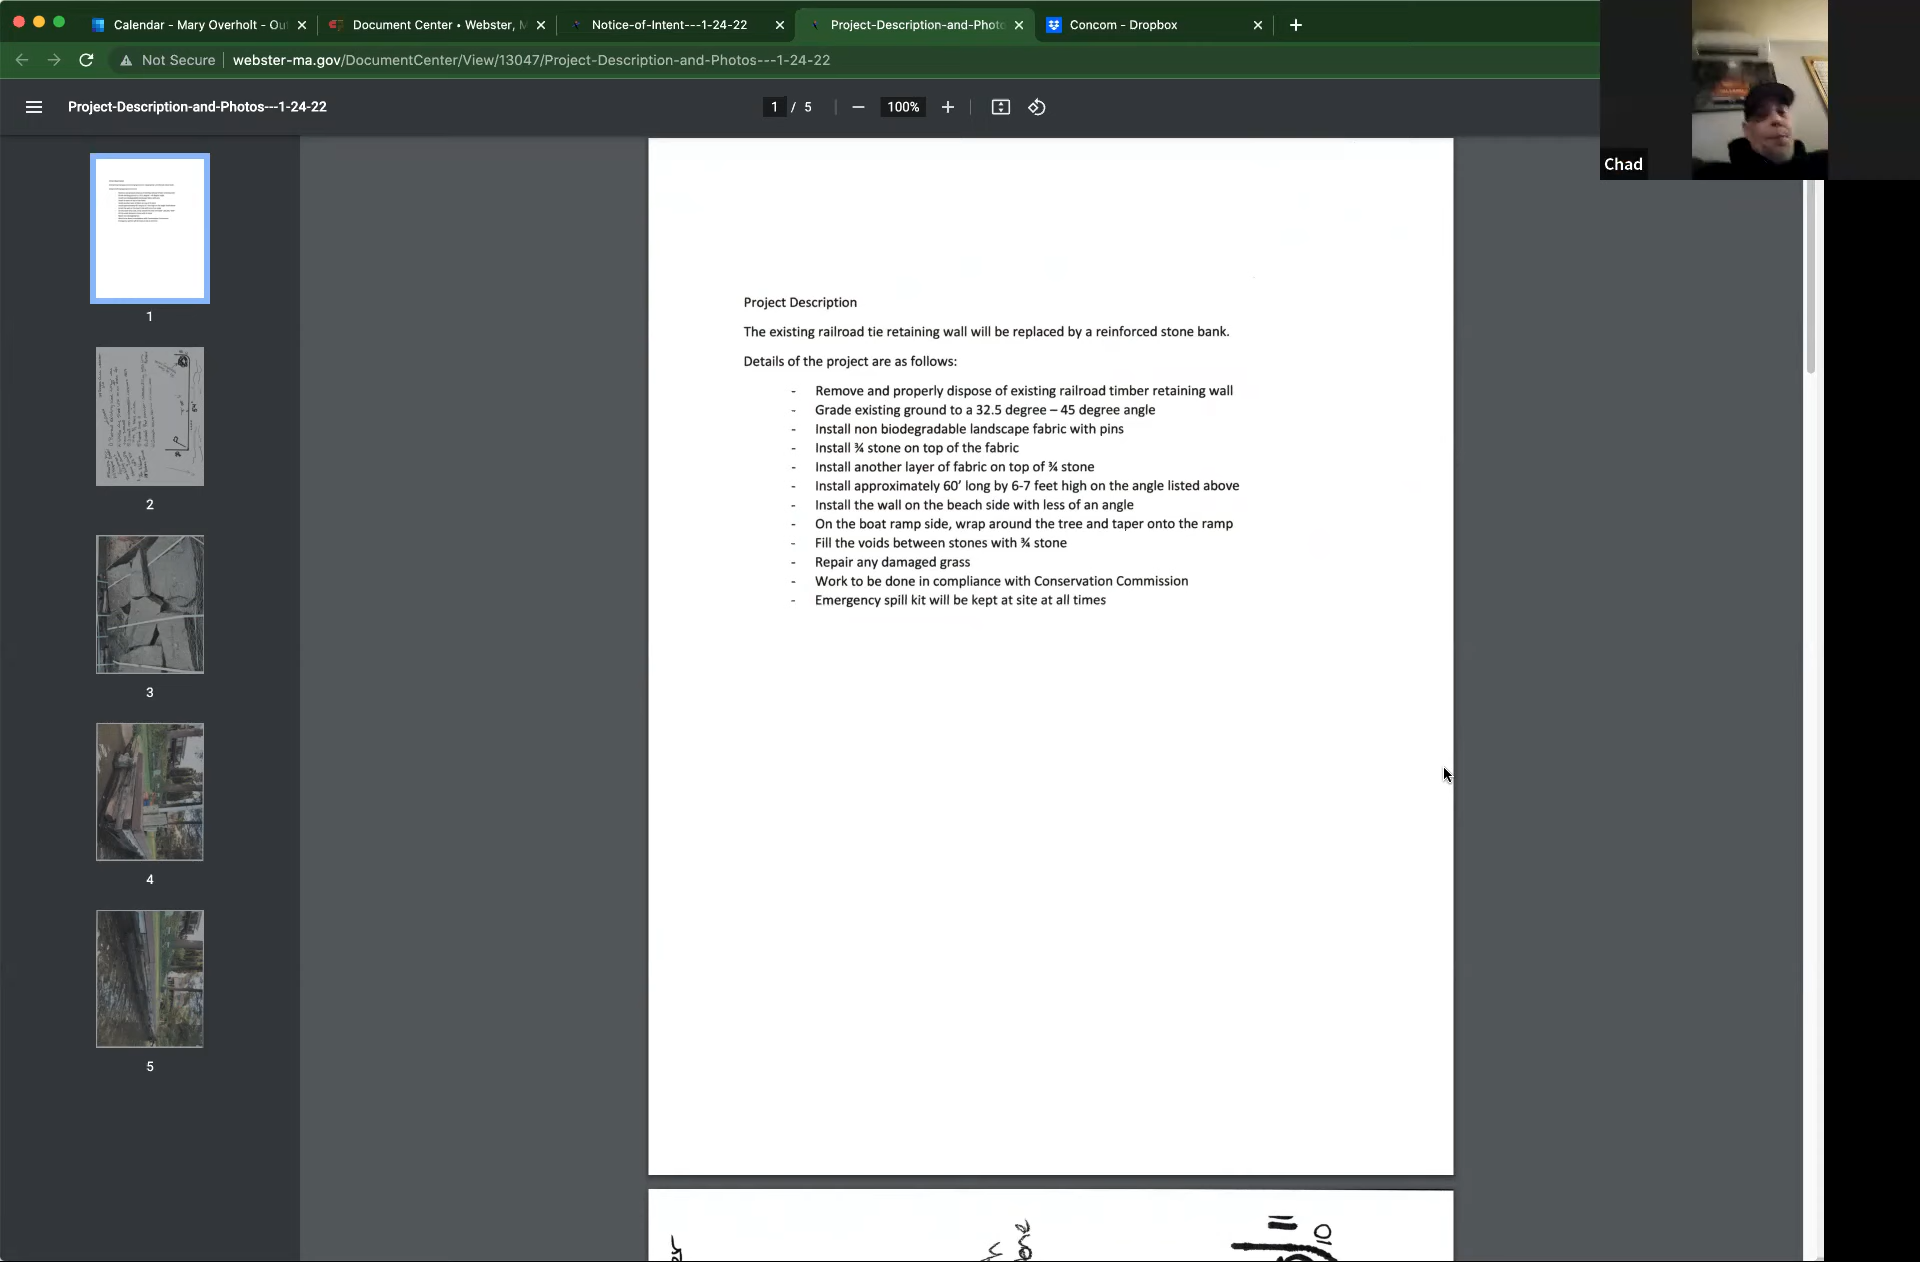 Calendar - Mary Overholt - Ou
Document Center • Webster, M
Notice-of-Intent---1-24-22
Project-Description-and-Photo
Concom - Dropbox
Not Secure
webster-ma.gov/DocumentCenter/View/13047/Project-Description-and-Photos---1-24-22
Project-Description-and-Photos---1-24-22
1 / 5
100%
Chad
1
2
3
4
5
Project Description
The existing railroad tie retaining wall will be replaced by a reinforced stone bank.
Details of the project are as follows:
- Remove and properly dispose of existing railroad timber retaining wall
- Grade existing ground to a 32.5 degree – 45 degree angle
- Install non biodegradable landscape fabric with pins
- Install ¾ stone on top of the fabric
- Install another layer of fabric on top of ¾ stone
- Install approximately 60' long by 6-7 feet high on the angle listed above
- Install the wall on the beach side with less of an angle
- On the boat ramp side, wrap around the tree and taper onto the ramp
- Fill the voids between stones with ¾ stone
- Repair any damaged grass
- Work to be done in compliance with Conservation Commission
- Emergency spill kit will be kept at site at all times